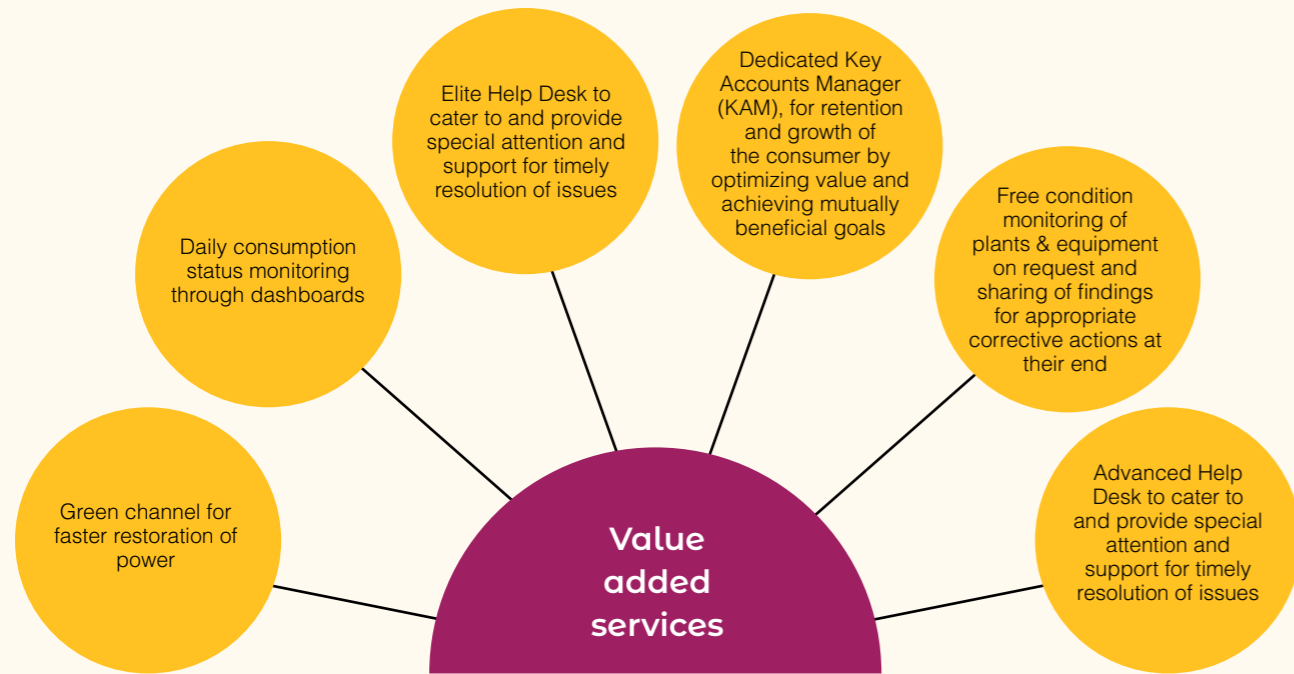 Green channel for
faster restoration of
power
Daily consumption
status monitoring
through dashboards
Elite Help Desk to
cater to and provide
special attention and
support for timely
resolution of issues
Dedicated Key
Accounts Manager
(KAM), for retention
and growth of
the consumer by
optimizing value and
achieving mutually
beneficial goals
Free condition
monitoring of
plants & equipment
on request and
sharing of findings
for appropriate
corrective actions at
their end
Advanced Help
Desk to cater to
and provide special
attention and
support for timely
resolution of issues
Value
added
services